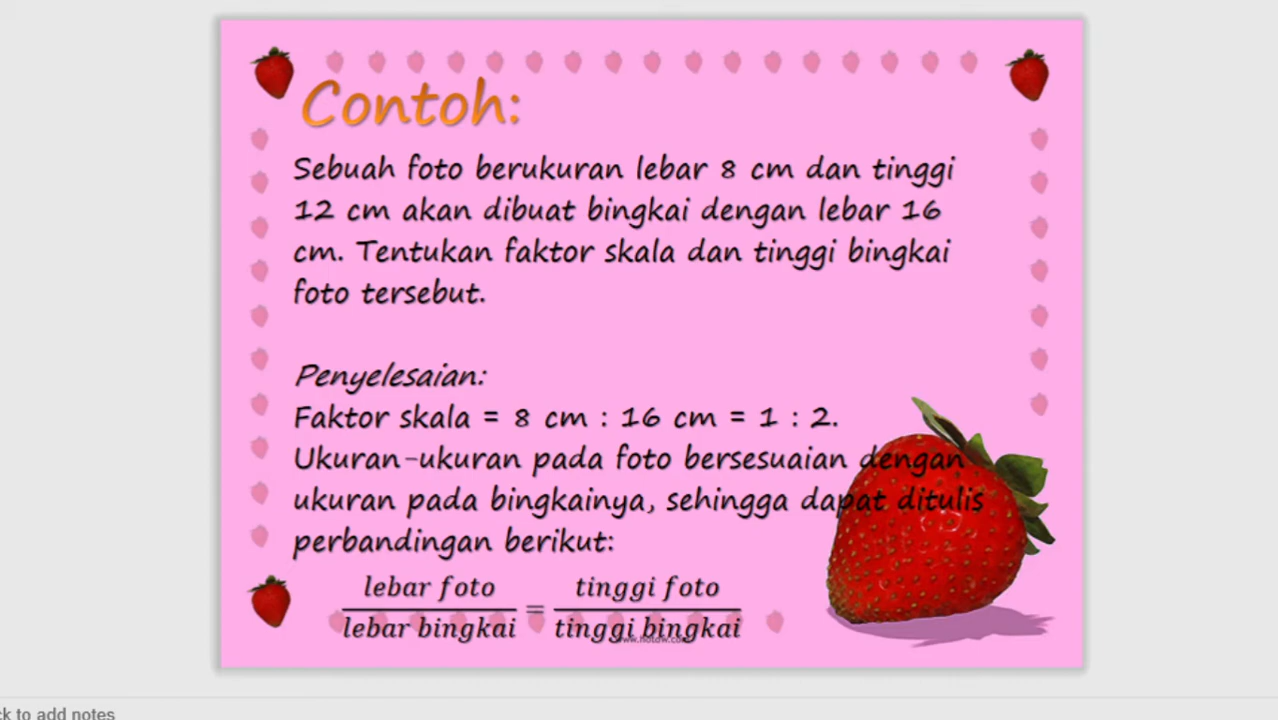 Contoh:
Sebuah foto berukuran lebar 8 cm dan tinggi
12 cm akan dibuat bingkai dengan lebar 16
cm. Tentukan faktor skala dan tinggi bingkai
foto tersebut.
Penyelesaian:
Faktor skala = 8 cm : 16 cm = 1 : 2.
Ukuran-ukuran pada foto bersesuaian dengan
ukuran pada bingkainya, sehingga dapat ditulis
perbandingan berikut:
lebar foto / lebar bingkai = tinggi foto / tinggi bingkai
to add notes